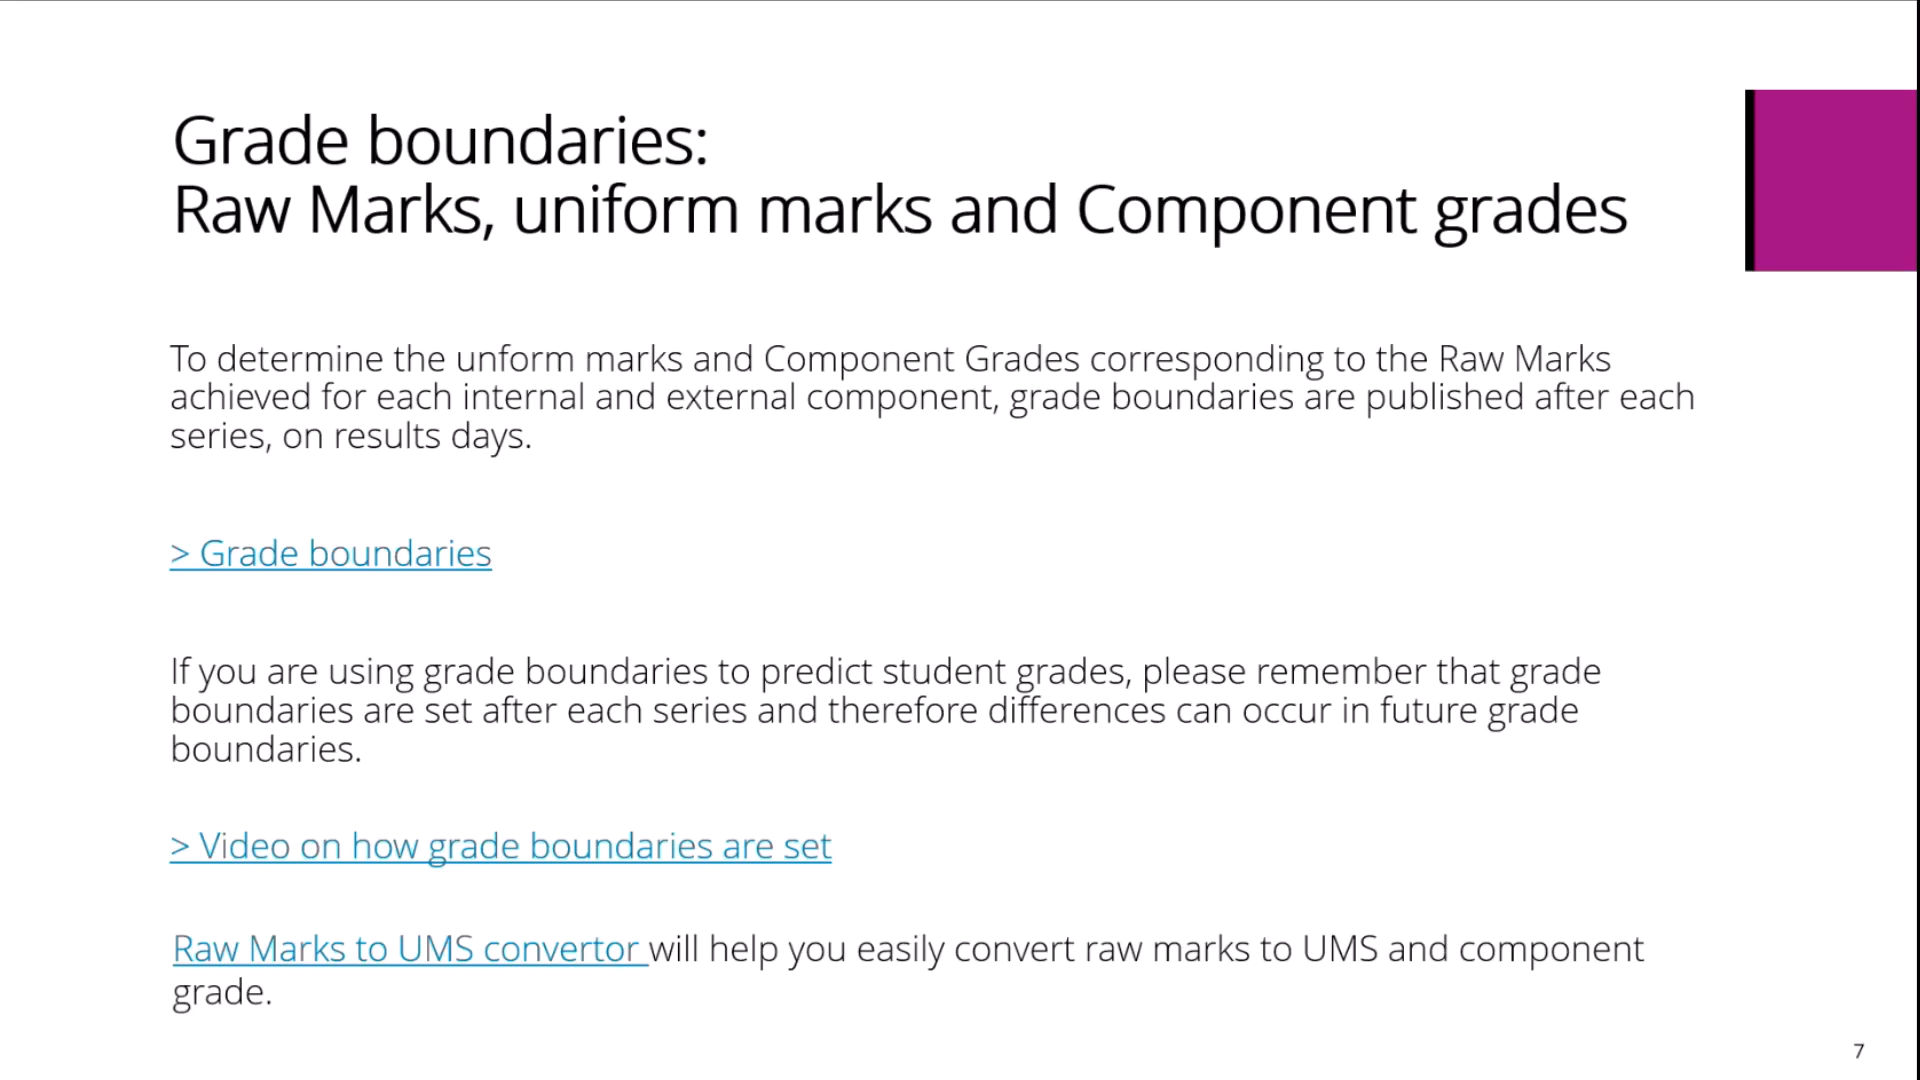 Grade boundaries:
Raw Marks, uniform marks and Component grades
To determine the unform marks and Component Grades corresponding to the Raw Marks
achieved for each internal and external component, grade boundaries are published after each
series, on results days.
> Grade boundaries
If you are using grade boundaries to predict student grades, please remember that grade
boundaries are set after each series and therefore differences can occur in future grade
boundaries.
> Video on how grade boundaries are set
Raw Marks to UMS convertor will help you easily convert raw marks to UMS and component
grade.
7